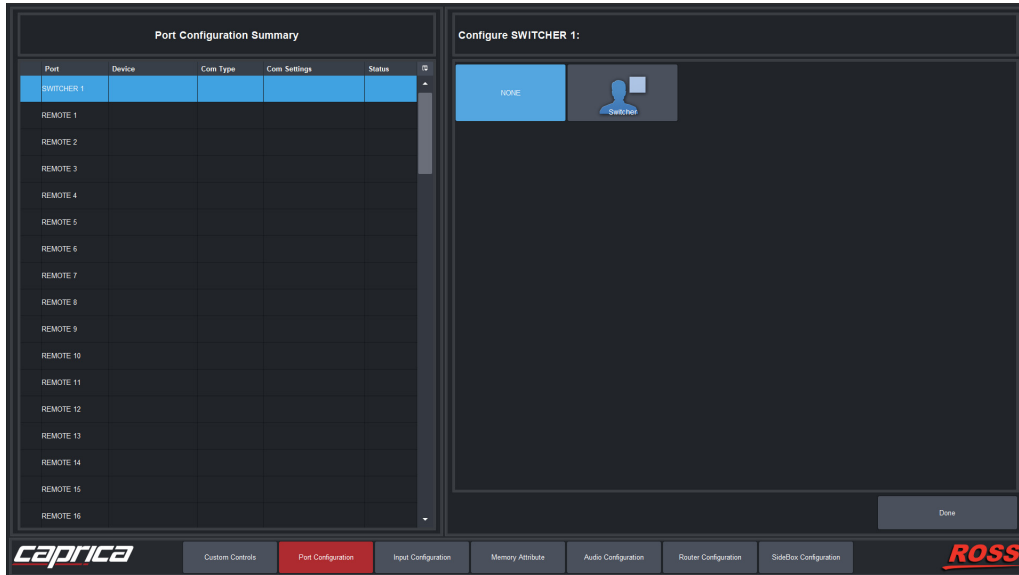 Port Configuration Summary
Configure SWITCHER 1:
Port Device Com Type Com Settings Status
SWITCHER 1
REMOTE 1
REMOTE 2
REMOTE 3
REMOTE 4
REMOTE 5
REMOTE 6
REMOTE 7
REMOTE 8
REMOTE 9
REMOTE 10
REMOTE 11
REMOTE 12
REMOTE 13
REMOTE 14
REMOTE 15
REMOTE 16
NONE
Switcher
Done
caprica
Custom Controls
Port Configuration
Input Configuration
Memory Attribute
Audio Configuration
Router Configuration
SideBox Configuration
ROSS